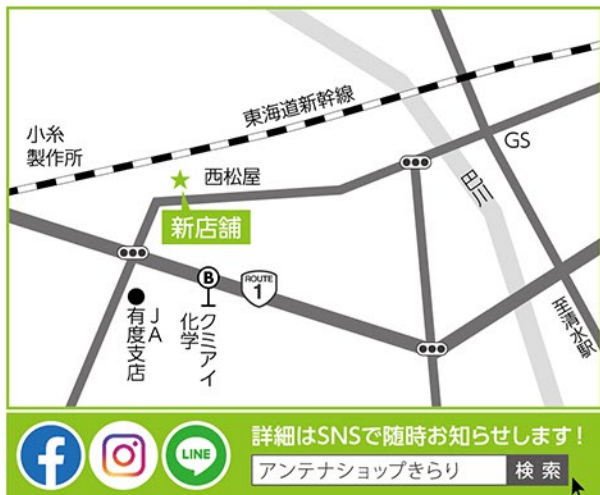 東海道新幹線
小糸
製作所
GS
西松屋
巴川
新店舗
B
ROUTE
1
クミアイ
化学
JA
有度支店
至清水駅
LINE
詳細はSNSで随時お知らせします!
アンテナショップきらり 検索